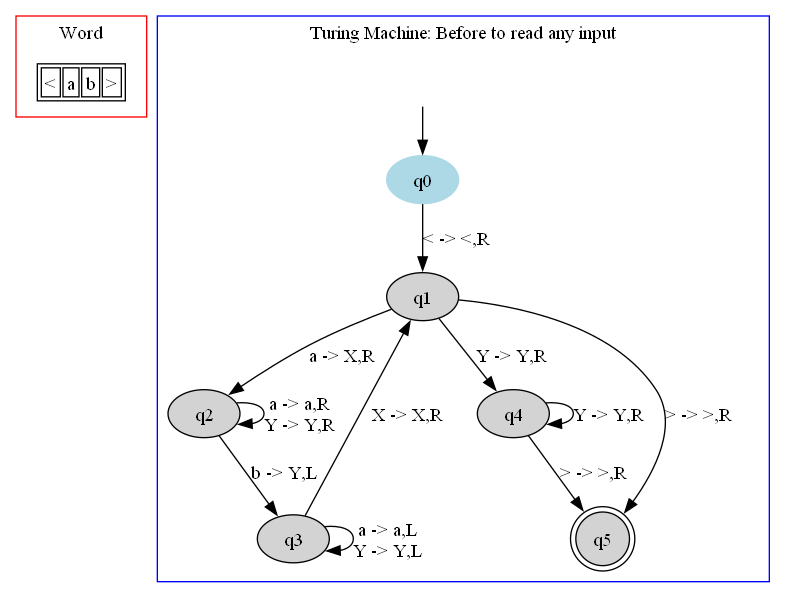 Word
< a b >
Turing Machine: Before to read any input
q0
< -> <,R
q1
a -> X,R
Y -> Y,R
q2
a -> a,R
Y -> Y,R
X -> X,R
q4
Y -> Y,R
> -> >,R
b -> Y,L
> -> >,R
q3
a -> a,L
Y -> Y,L
q5